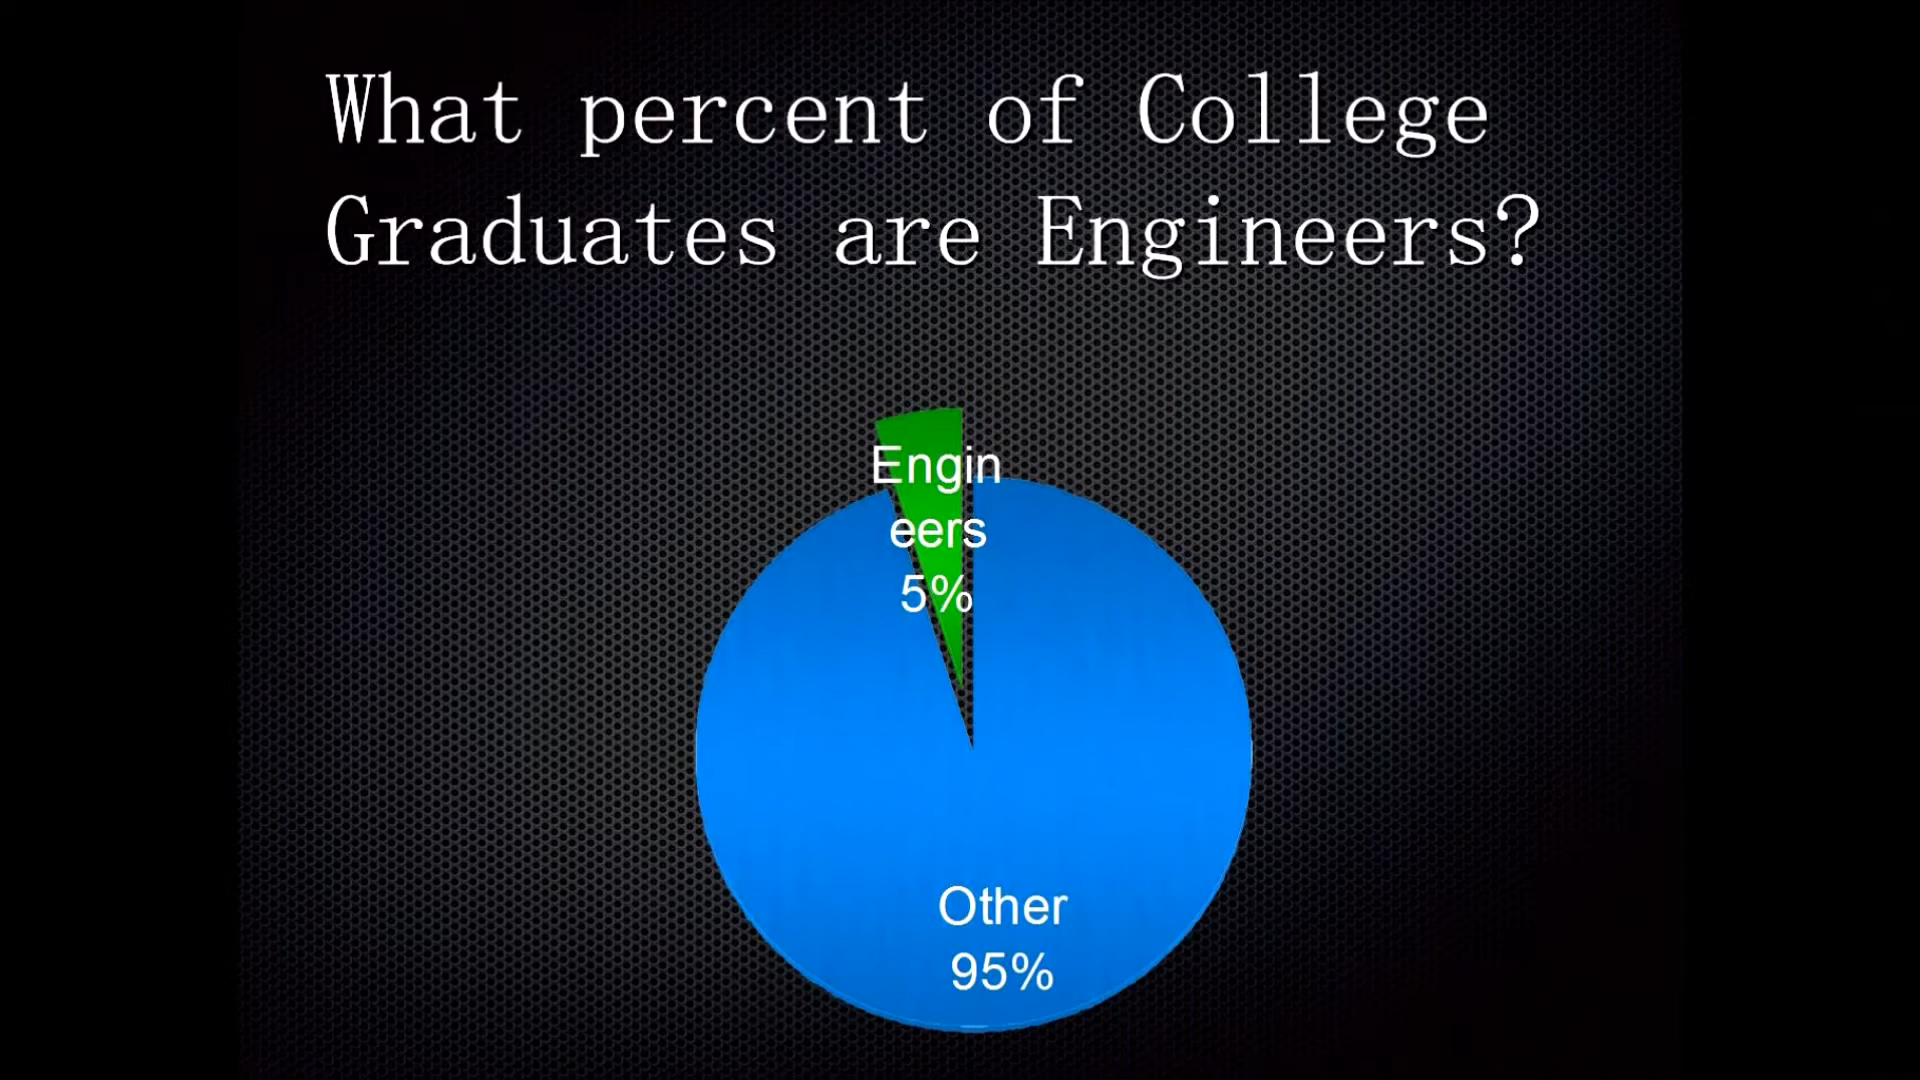 What percent of College
Graduates are Engineers?
Engin
eers
5%
Other
95%